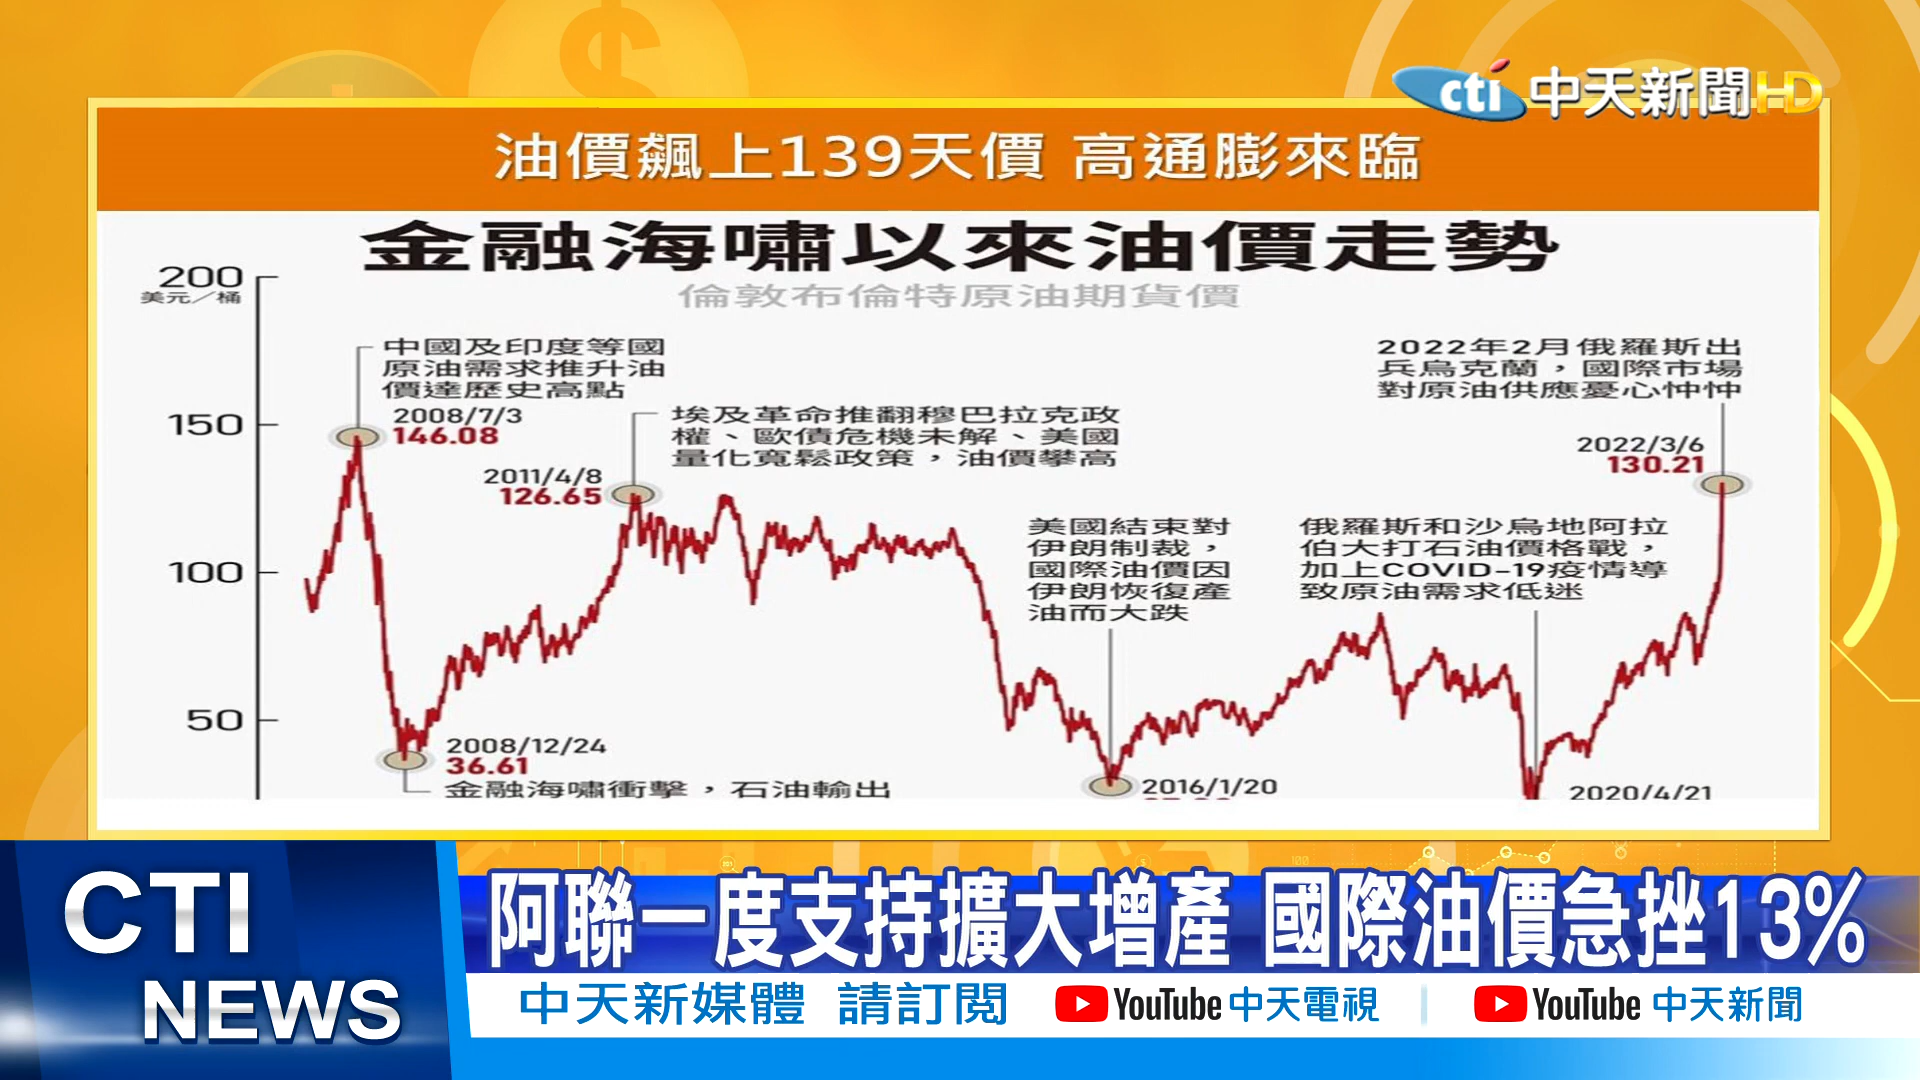 cti 中天新聞HD
油價飆上139天價 高通膨來臨
金融海嘯以來油價走勢
倫敦布倫特原油期貨價
200
美元／桶
150
100
50
中國及印度等國
原油需求推升油
價達歷史高點
2008/7/3
146.08
2011/4/8
126.65
埃及革命推翻穆巴拉克政
權、歐債危機未解、美國
量化寬鬆政策，油價攀高
2022年2月俄羅斯出
兵烏克蘭，國際市場
對原油供應憂心忡忡
2022/3/6
130.21
美國結束對
伊朗制裁，
國際油價因
伊朗恢復產
油而大跌
俄羅斯和沙烏地阿拉
伯大打石油價格戰，
加上COVID-19疫情導
致原油需求低迷
2008/12/24
36.61
金融海嘯衝擊，石油輸出
2016/1/20
2020/4/21
CTI
NEWS
阿聯一度支持擴大增產 國際油價急挫13%
中天新媒體 請訂閱 YouTube 中天電視 YouTube 中天新聞